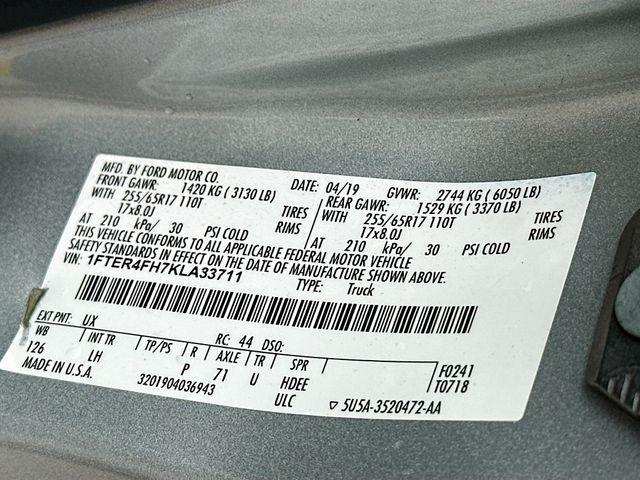 MFD. BY FORD MOTOR CO.
DATE: 04/19 GVWR: 2744 KG ( 6050 LB)
FRONT GAWR: 1420 KG ( 3130 LB) REAR GAWR: 1529 KG ( 3370 LB)
WITH 255/65R17 110T TIRES WITH 255/65R17 110T TIRES
17x8.0J RIMS 17x8.0J RIMS
AT 210 kPa/ 30 PSI COLD AT 210 kPa/ 30 PSI COLD
THIS VEHICLE CONFORMS TO ALL APPLICABLE FEDERAL MOTOR VEHICLE
SAFETY STANDARDS IN EFFECT ON THE DATE OF MANUFACTURE SHOWN ABOVE.
VIN: 1FTER4FH7KLA33711
TYPE: Truck
EXT PNT: UX RC: 44 DSO:
WB INT TR TP/PS R AXLE TR SPR F0241
126 LH P 71 U HDEE T0718
MADE IN U.S.A. 3201904036943 ULC ▽ 5U5A-3520472-AA